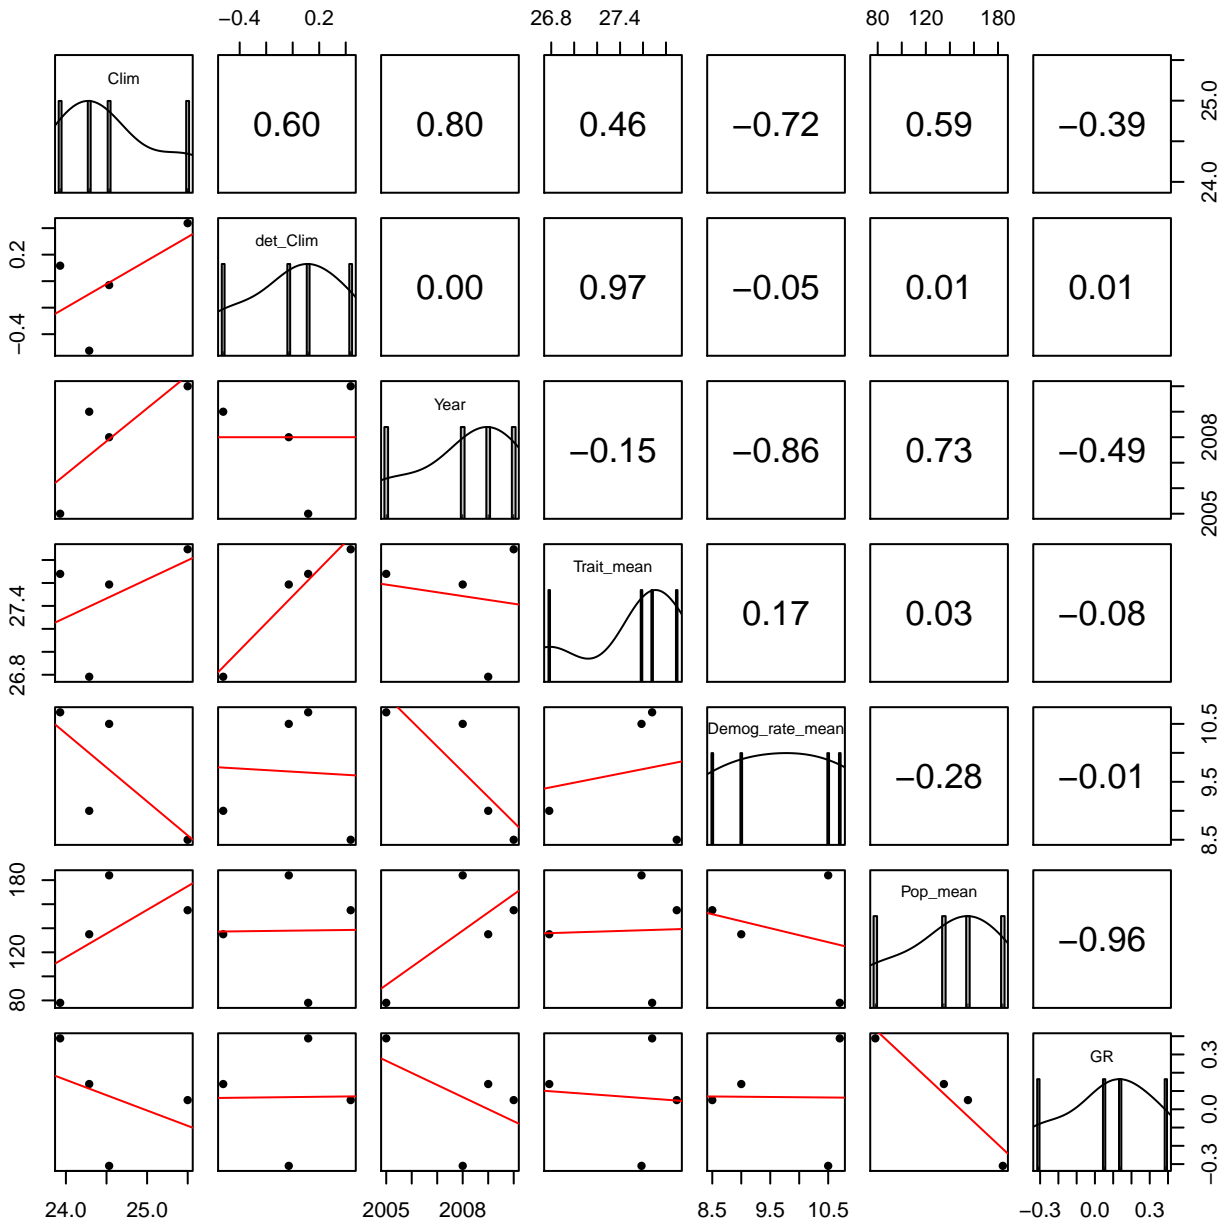 −0.4 0.2 26.8 27.4 80 120 180
Clim 0.60 0.80 0.46 −0.72 0.59 −0.39 24.0 25.0
−0.4 0.2 det_Clim 0.00 0.97 −0.05 0.01 0.01
Year −0.15 −0.86 0.73 −0.49 2005 2008
26.8 27.4 Trait_mean 0.17 0.03 −0.08
Demog_rate_mean −0.28 −0.01 8.5 9.5 10.5
80 120 180 Pop_mean −0.96
GR −0.3 0.0 0.3
24.0 25.0 2005 2008 8.5 9.5 10.5 −0.3 0.0 0.3